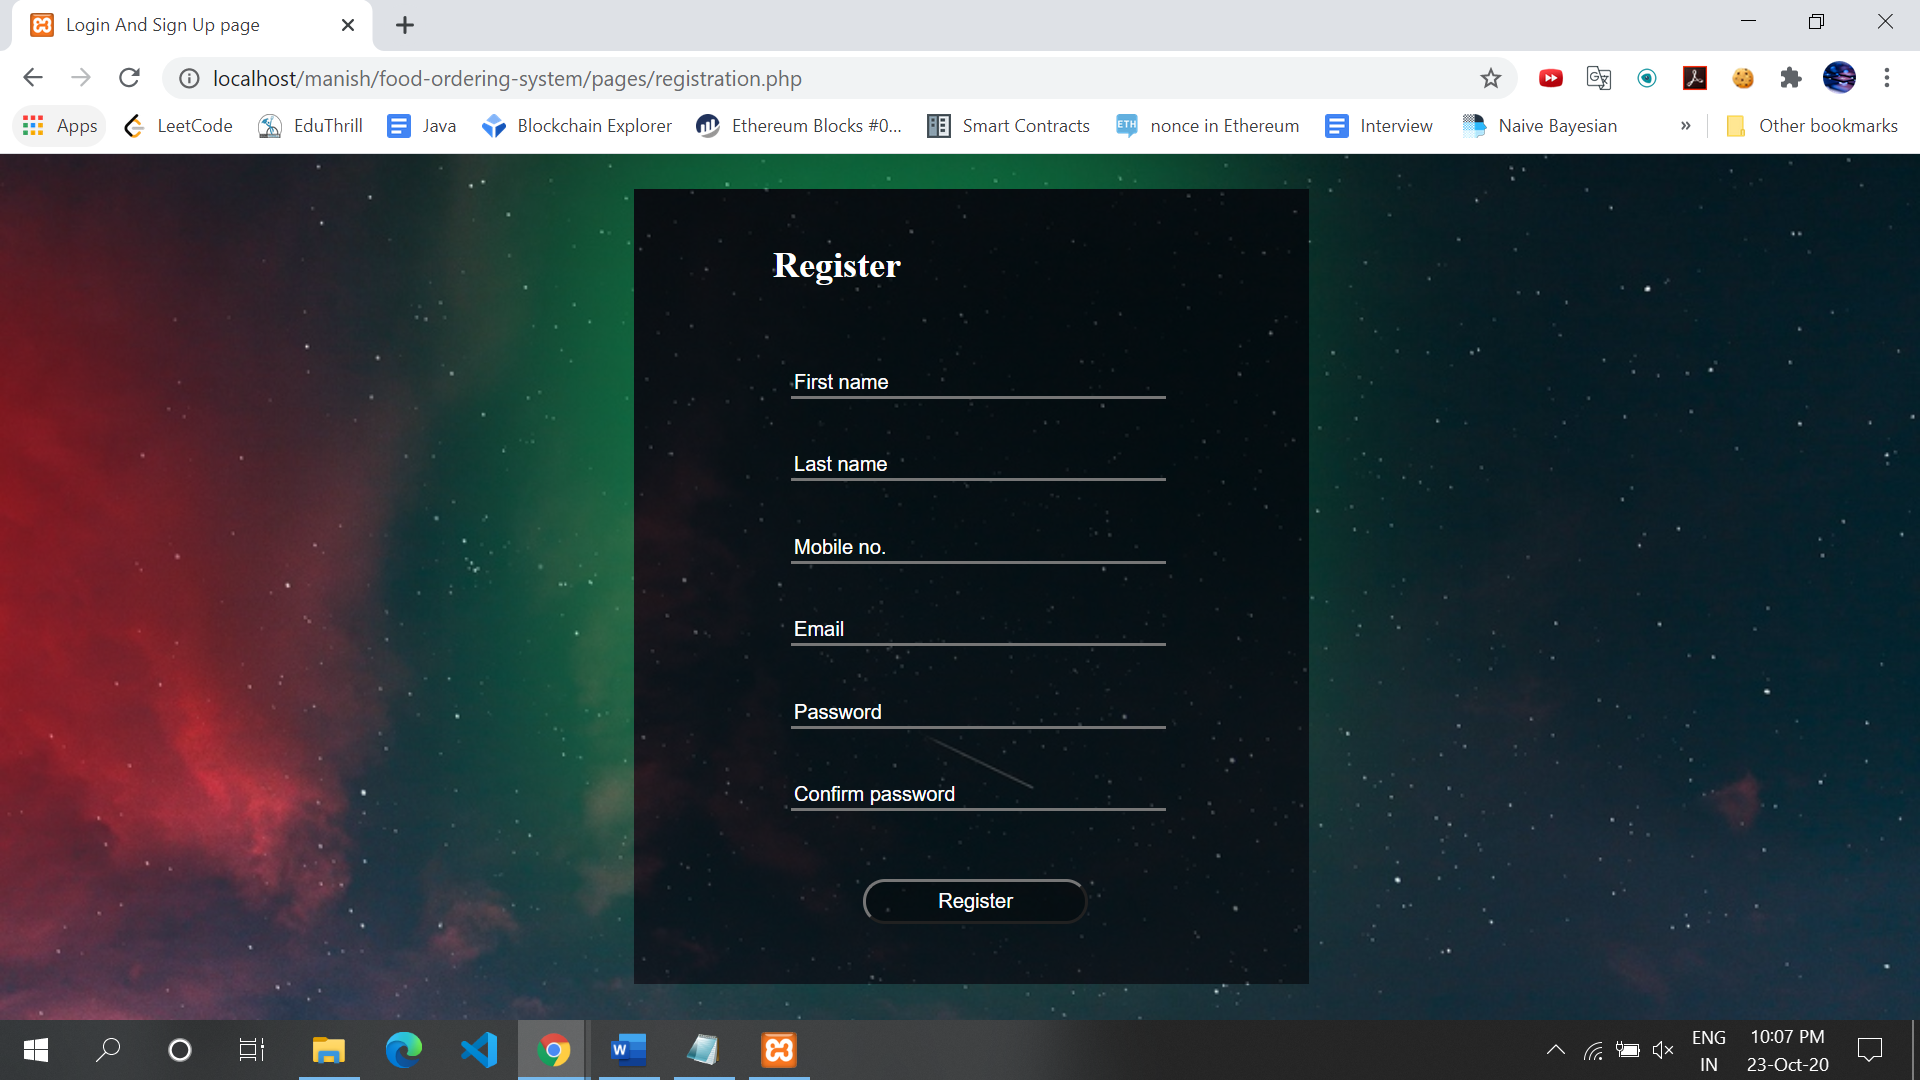 Login And Sign Up page
localhost/manish/food-ordering-system/pages/registration.php
Apps LeetCode EduThrill Java Blockchain Explorer Ethereum Blocks #0... Smart Contracts ETH nonce in Ethereum Interview Naive Bayesian » Other bookmarks
Register
First name
Last name
Mobile no.
Email
Password
Confirm password
Register
ENG 10:07 PM
IN 23-Oct-20